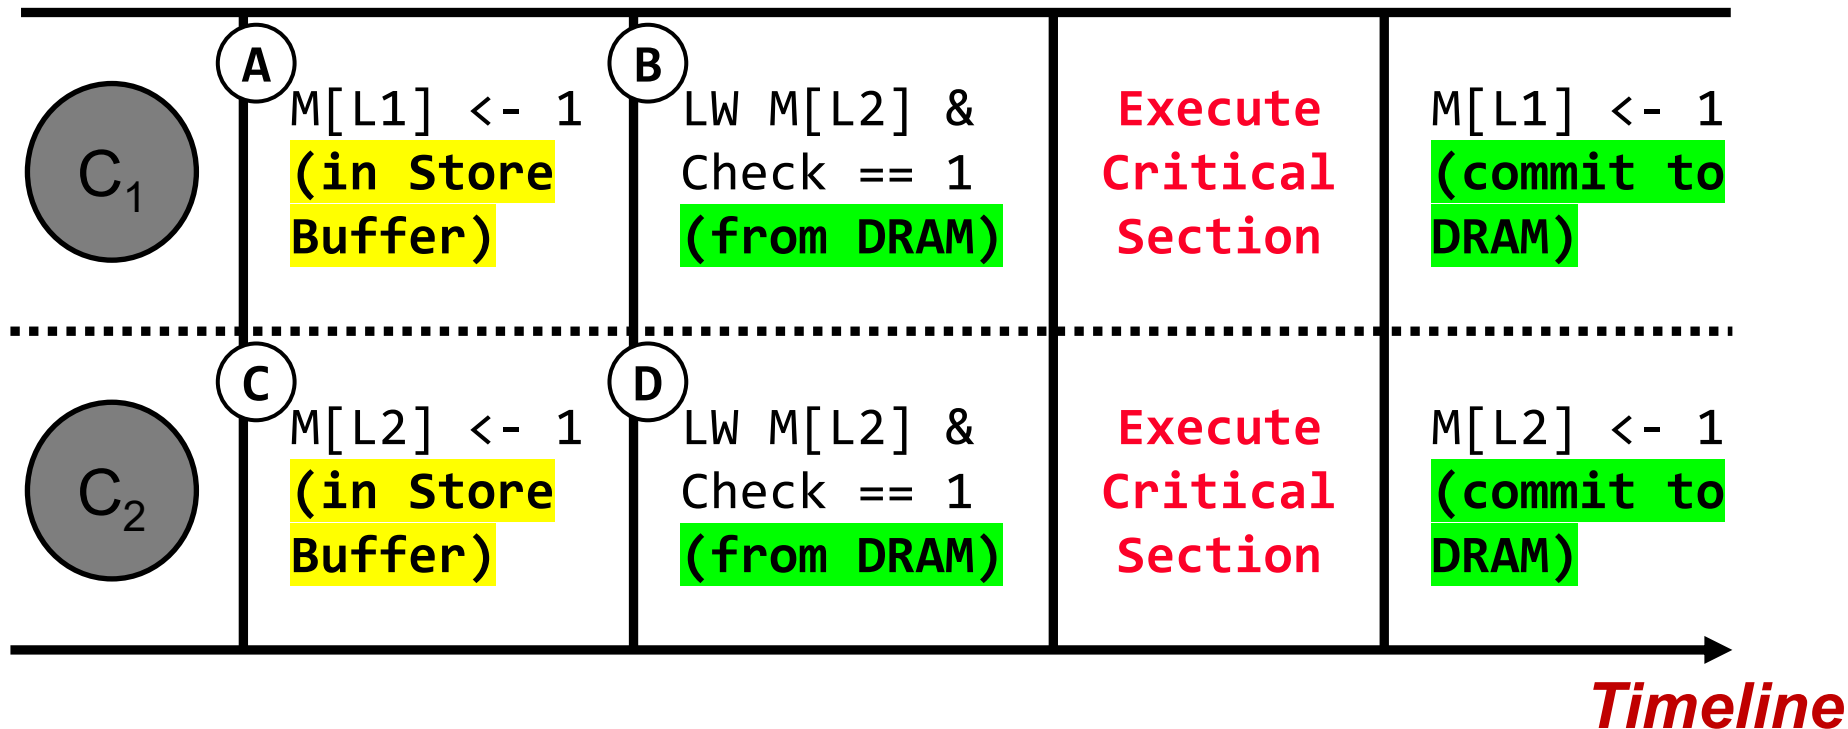 A
B
M[L1] <- 1
(in Store
Buffer)
LW M[L2] &
Check == 1
(from DRAM)
Execute
Critical
Section
M[L1] <- 1
(commit to
DRAM)
C1
C
D
M[L2] <- 1
(in Store
Buffer)
LW M[L2] &
Check == 1
(from DRAM)
Execute
Critical
Section
M[L2] <- 1
(commit to
DRAM)
C2
Timeline